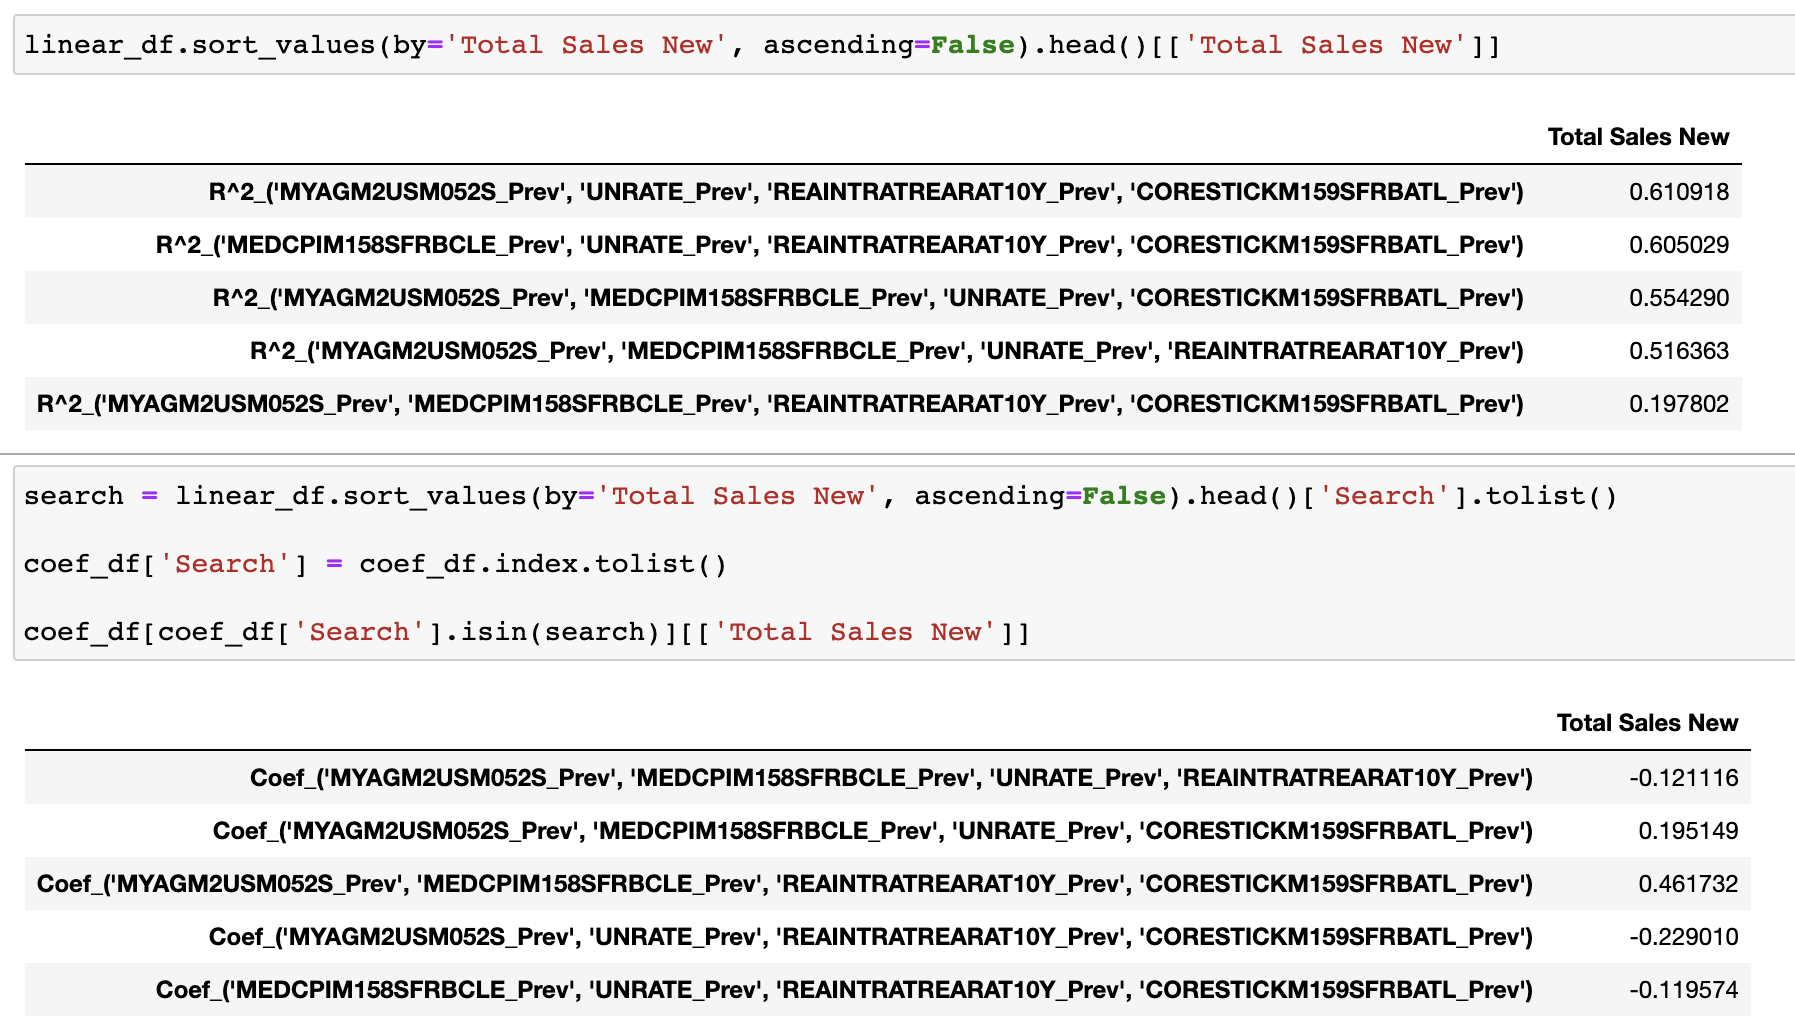 linear_df.sort_values(by='Total Sales New', ascending=False).head()[['Total Sales New']]
Total Sales New
R^2_('MYAGM2USM052S_Prev', 'UNRATE_Prev', 'REAINTRATREARAT10Y_Prev', 'CORESTICKM159SFRBATL_Prev') 0.610918
R^2_('MEDCPIM158SFRBCLE_Prev', 'UNRATE_Prev', 'REAINTRATREARAT10Y_Prev', 'CORESTICKM159SFRBATL_Prev') 0.605029
R^2_('MYAGM2USM052S_Prev', 'MEDCPIM158SFRBCLE_Prev', 'UNRATE_Prev', 'CORESTICKM159SFRBATL_Prev') 0.554290
R^2_('MYAGM2USM052S_Prev', 'MEDCPIM158SFRBCLE_Prev', 'UNRATE_Prev', 'REAINTRATREARAT10Y_Prev') 0.516363
R^2_('MYAGM2USM052S_Prev', 'MEDCPIM158SFRBCLE_Prev', 'REAINTRATREARAT10Y_Prev', 'CORESTICKM159SFRBATL_Prev') 0.197802
search = linear_df.sort_values(by='Total Sales New', ascending=False).head()['Search'].tolist()
coef_df['Search'] = coef_df.index.tolist()
coef_df[coef_df['Search'].isin(search)][['Total Sales New']]
Total Sales New
Coef_('MYAGM2USM052S_Prev', 'MEDCPIM158SFRBCLE_Prev', 'UNRATE_Prev', 'REAINTRATREARAT10Y_Prev') -0.121116
Coef_('MYAGM2USM052S_Prev', 'MEDCPIM158SFRBCLE_Prev', 'UNRATE_Prev', 'CORESTICKM159SFRBATL_Prev') 0.195149
Coef_('MYAGM2USM052S_Prev', 'MEDCPIM158SFRBCLE_Prev', 'REAINTRATREARAT10Y_Prev', 'CORESTICKM159SFRBATL_Prev') 0.461732
Coef_('MYAGM2USM052S_Prev', 'UNRATE_Prev', 'REAINTRATREARAT10Y_Prev', 'CORESTICKM159SFRBATL_Prev') -0.229010
Coef_('MEDCPIM158SFRBCLE_Prev', 'UNRATE_Prev', 'REAINTRATREARAT10Y_Prev', 'CORESTICKM159SFRBATL_Prev') -0.119574